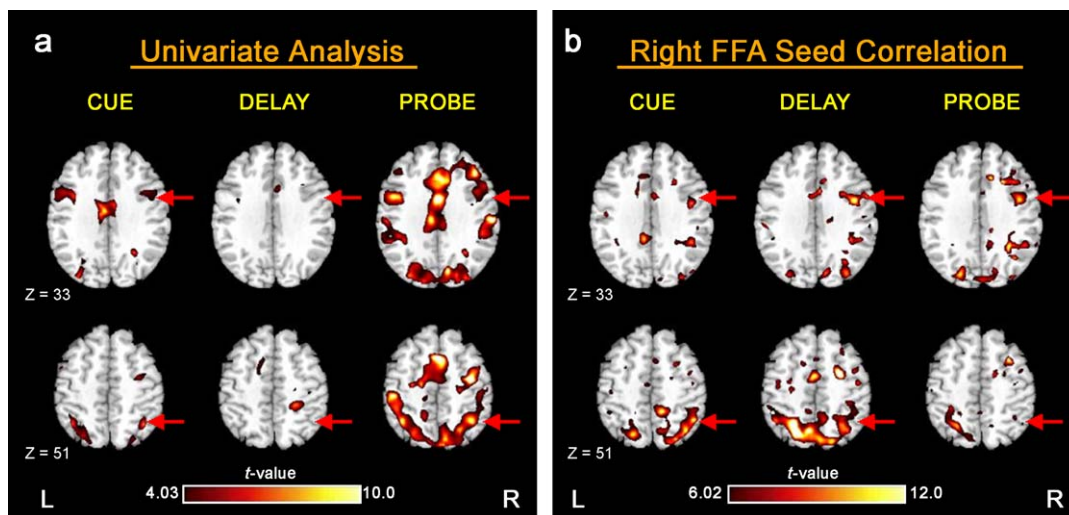 a
Univariate Analysis
CUE DELAY PROBE
Z = 33
Z = 51
t-value
4.03 10.0
L R
b
Right FFA Seed Correlation
CUE DELAY PROBE
Z = 33
Z = 51
t-value
6.02 12.0
L R